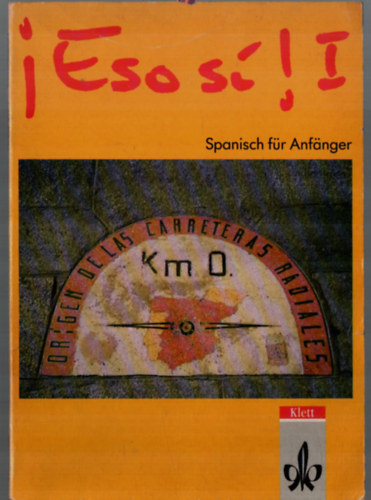 ¡Eso sí! I
Spanisch für Anfänger
ORIGEN DE LAS CARRETERAS RADIALES
Km 0.
Klett